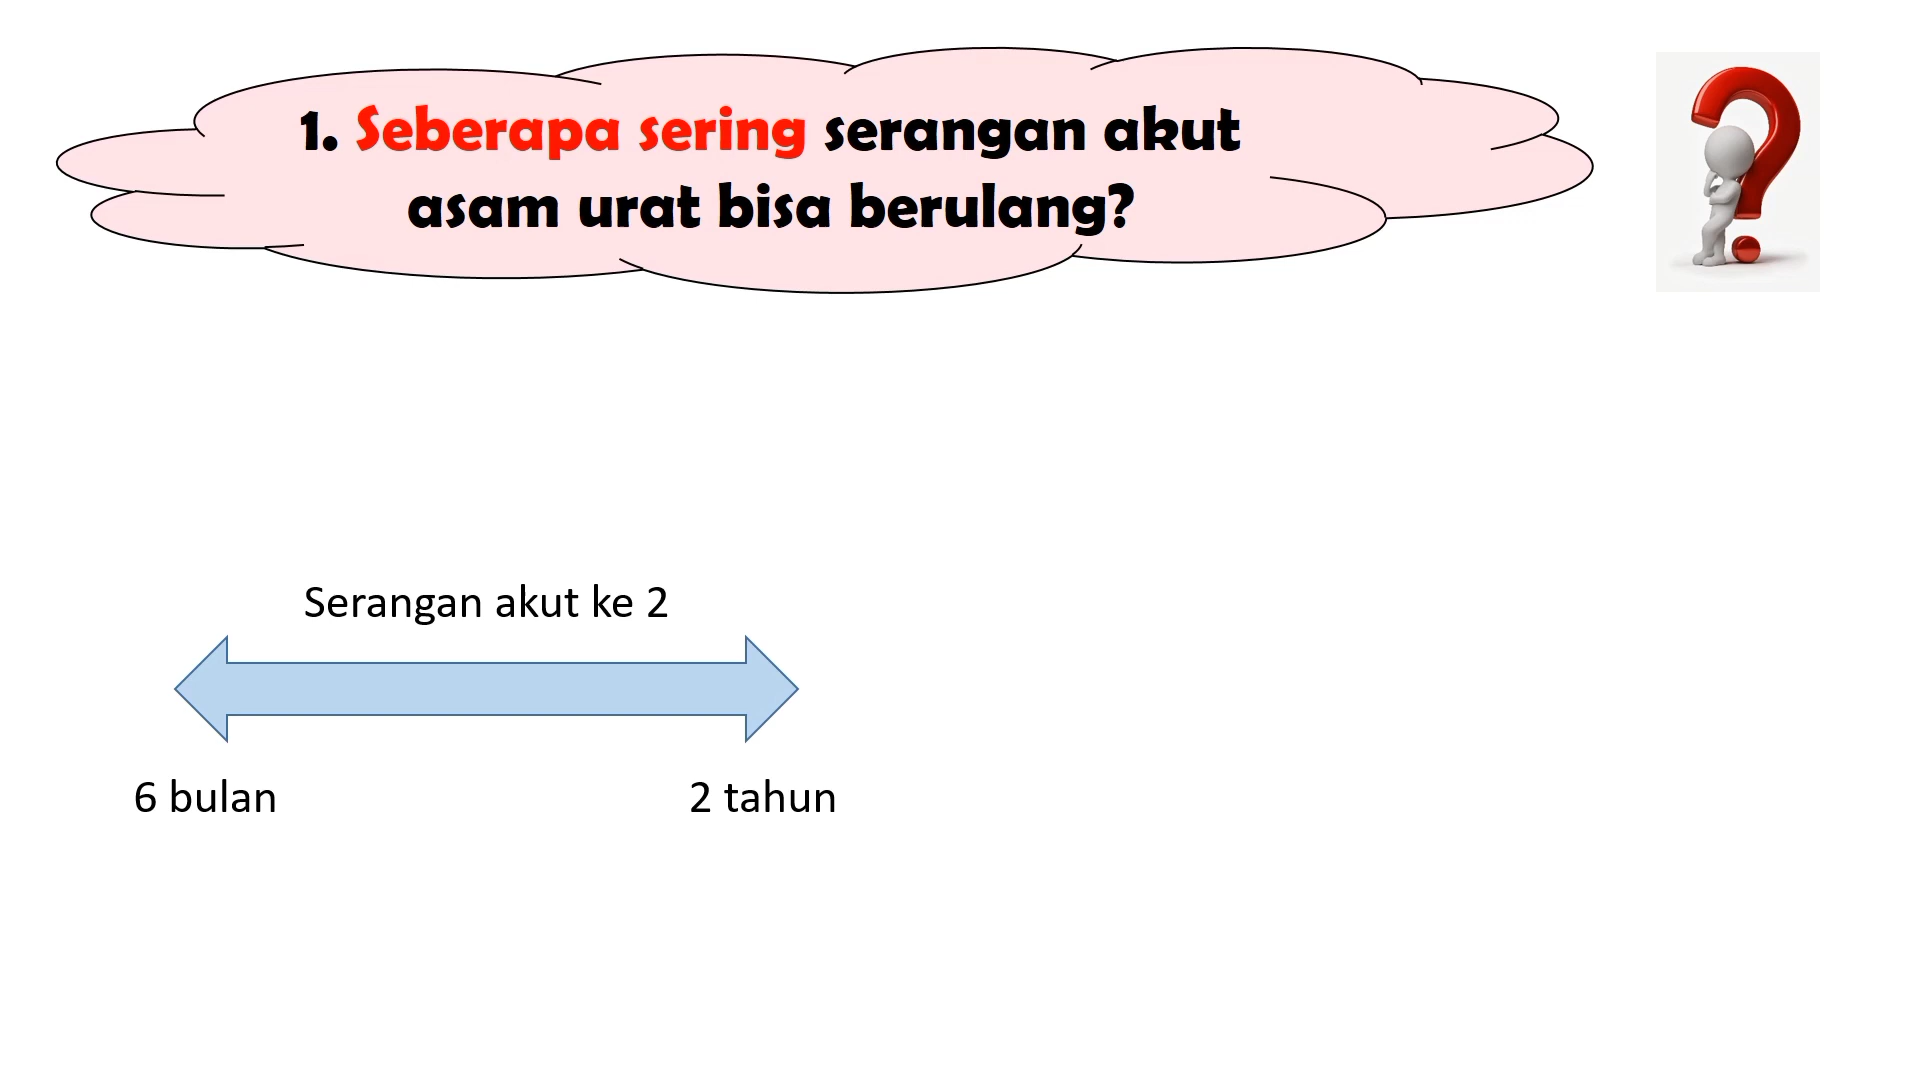 1. Seberapa sering serangan akut
asam urat bisa berulang?
Serangan akut ke 2
6 bulan
2 tahun